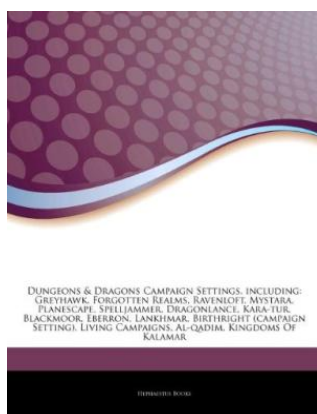 DUNGEONS & DRAGONS CAMPAIGN SETTINGS, INCLUDING:
GREYHAWK, FORGOTTEN REALMS, RAVENLOFT, MYSTARA,
PLANESCAPE, SPELLJAMMER, DRAGONLANCE, KARA-TUR,
BLACKMOOR, EBERRON, LANKHMAR, BIRTHRIGHT (CAMPAIGN
SETTING), LIVING CAMPAIGNS, AL-QADIM, KINGDOMS OF
KALAMAR
HEPHAESTUS BOOKS